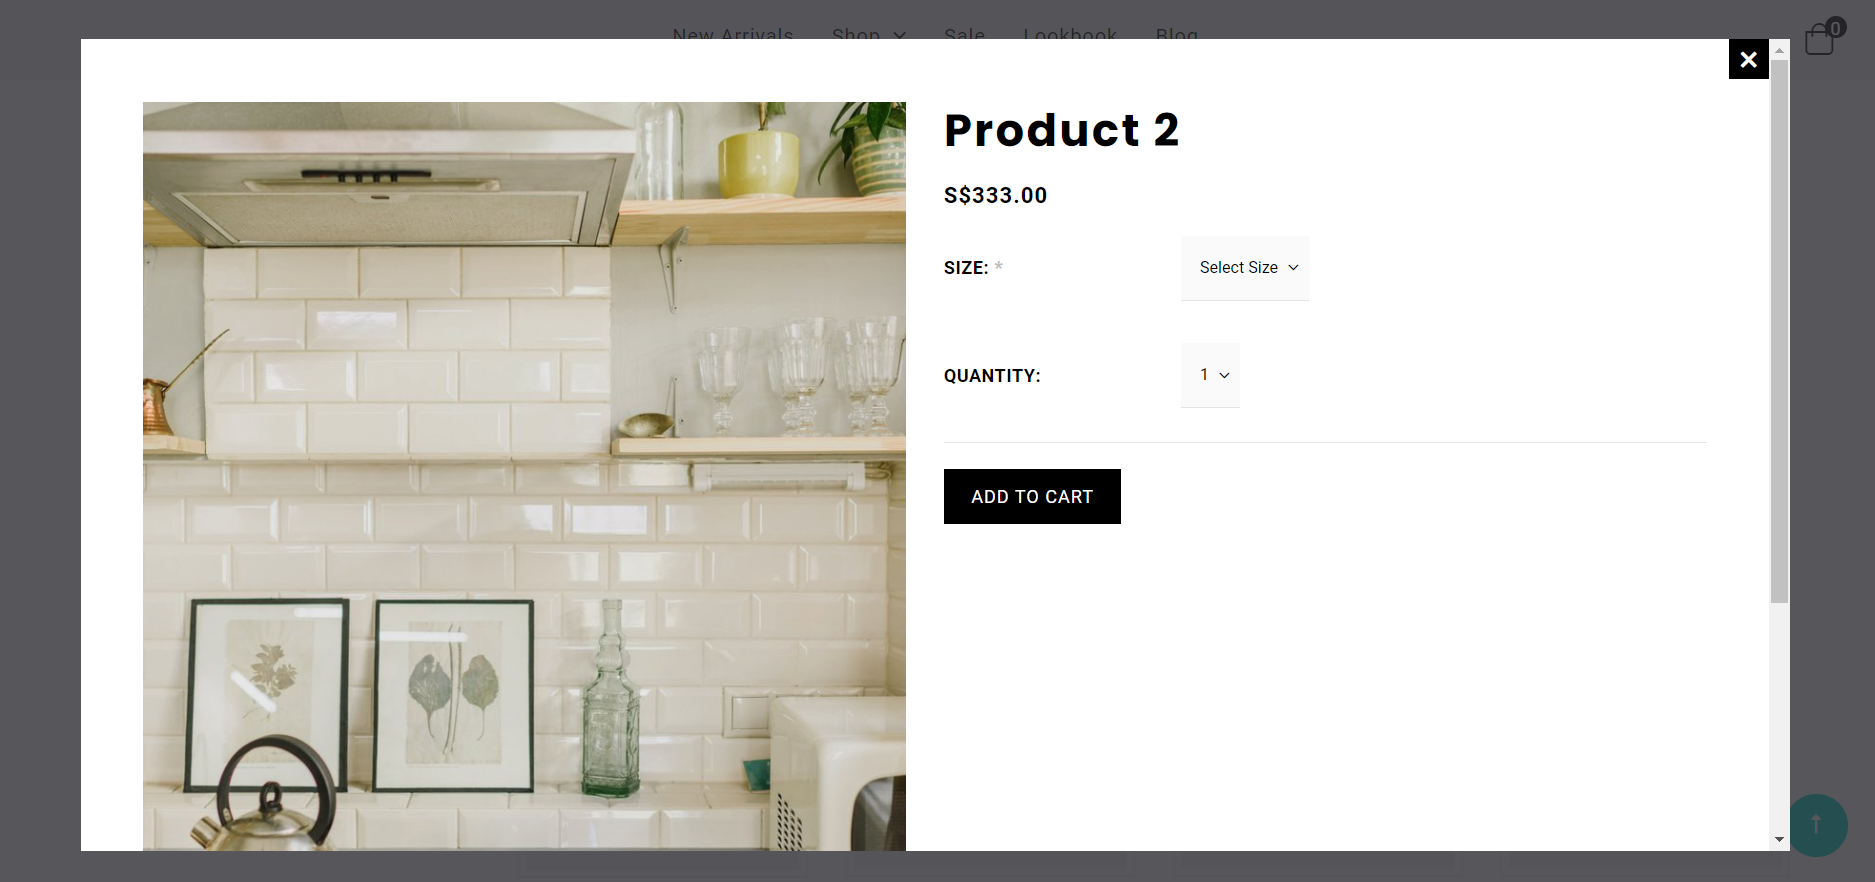 New Arrivals Shop Sale Lookbook Blog
0
Product 2
S$333.00
SIZE: * Select Size
QUANTITY: 1
ADD TO CART